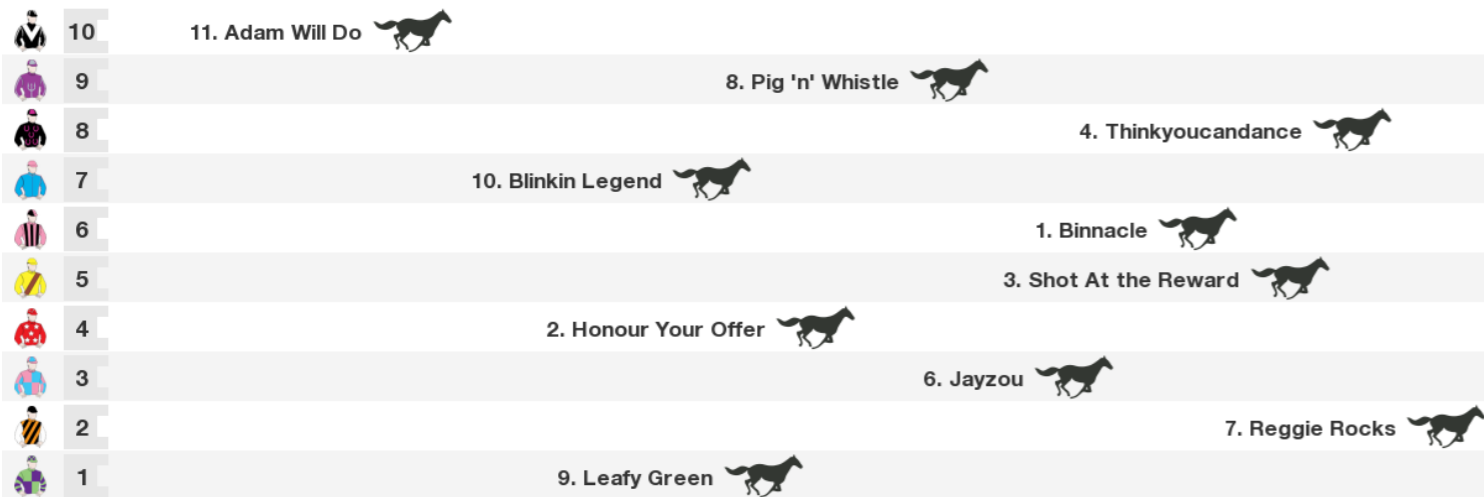 10 11. Adam Will Do
9 8. Pig 'n' Whistle
8 4. Thinkyoucandance
7 10. Blinkin Legend
6 1. Binnacle
5 3. Shot At the Reward
4 2. Honour Your Offer
3 6. Jayzou
2 7. Reggie Rocks
1 9. Leafy Green